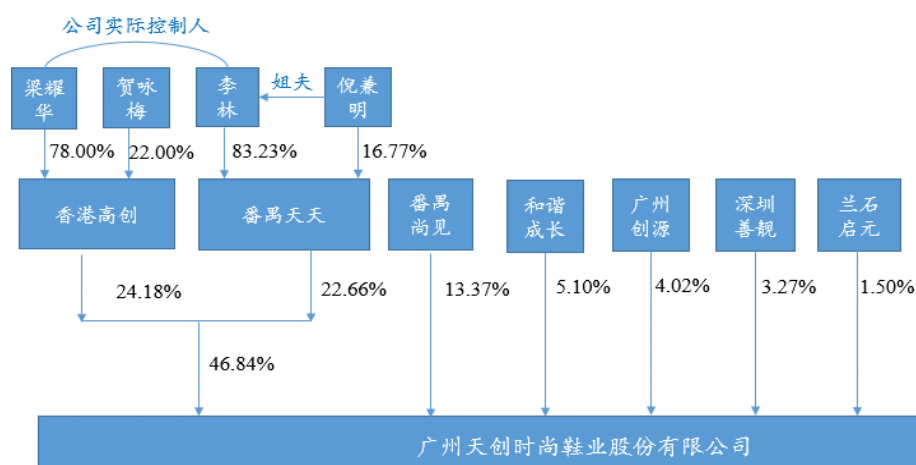 公司实际控制人
梁耀华
贺咏梅
李林
姐夫
倪兼明
78.00%
22.00%
83.23%
16.77%
香港高创
番禺天天
番禺尚见
和谐成长
广州创源
深圳善靓
兰石启元
24.18%
22.66%
13.37%
5.10%
4.02%
3.27%
1.50%
46.84%
广州天创时尚鞋业股份有限公司